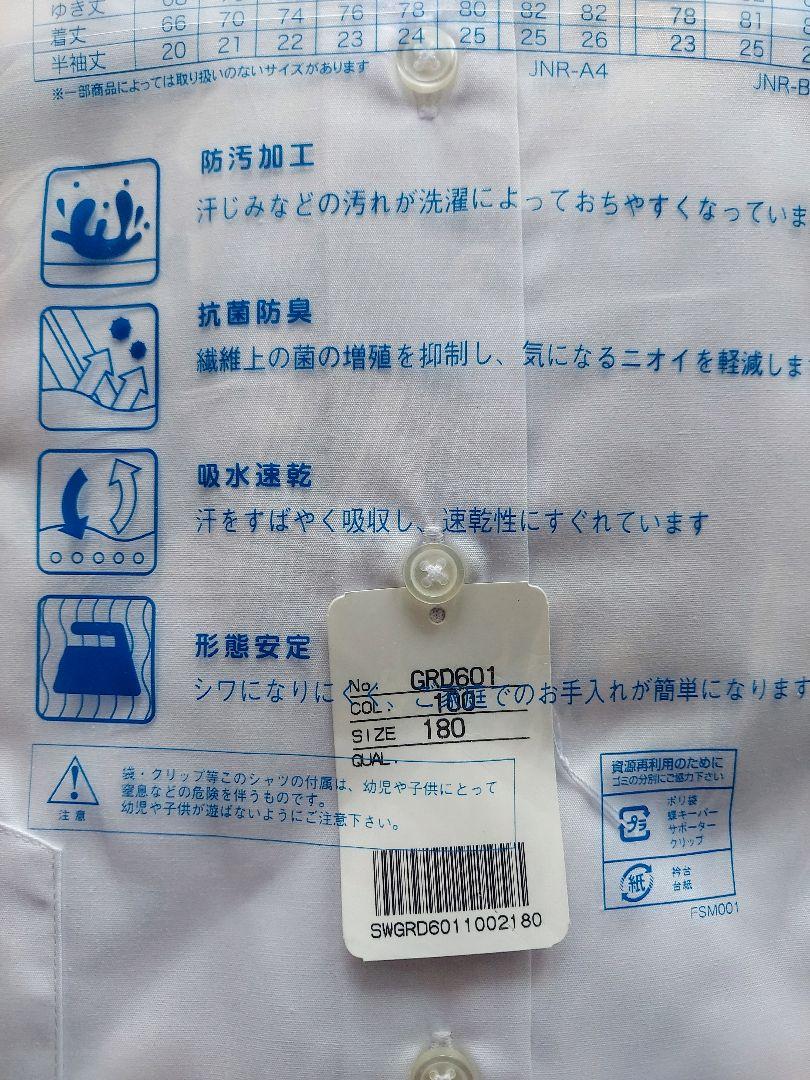 ゆき丈 78 80 82 82 78 81
着丈 66 70 74 76 78 80 82 82 78 81
半袖丈 20 21 22 23 24 25 25 26 23 25
※一部商品によっては取り扱いのないサイズがあります
JNR-A4
JNR-B
防汚加工
汗じみなどの汚れが洗濯によっておちやすくなっていま
抗菌防臭
繊維上の菌の増殖を抑制し、気になるニオイを軽減しま
吸水速乾
汗をすばやく吸収し、速乾性にすぐれています
形態安定
シワになりにくく、ご家庭でのお手入れが簡単になります
No. GRD601
COL. 100
SIZE 180
QUAL.
注意
袋・クリップ等このシャツの付属は、幼児や子供にとって
窒息などの危険を伴うものです。
幼児や子供が遊ばないようにご注意下さい。
SWGRD6011002180
資源再利用のために
ゴミの分別にご協力下さい
プラ
ポリ袋
蝶キーパー
サポーター
クリップ
紙
衿台
台紙
FSM001